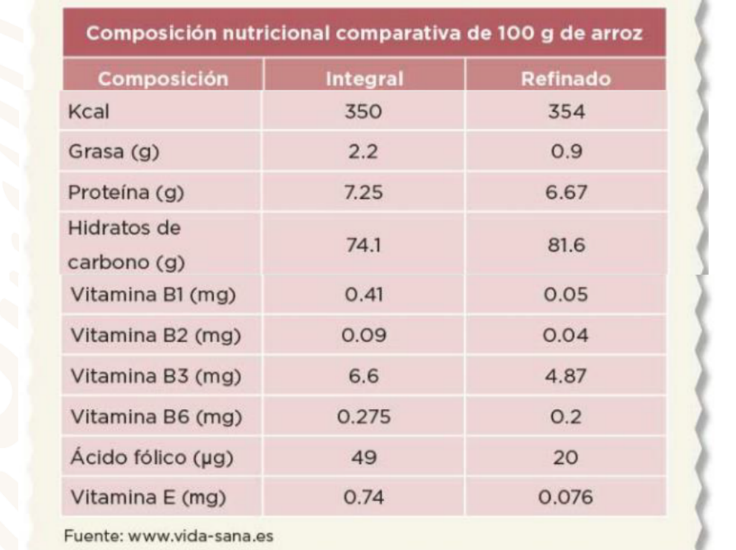 Composición nutricional comparativa de 100 g de arroz
Composición Integral Refinado
Kcal 350 354
Grasa (g) 2.2 0.9
Proteína (g) 7.25 6.67
Hidratos de
carbono (g) 74.1 81.6
Vitamina B1 (mg) 0.41 0.05
Vitamina B2 (mg) 0.09 0.04
Vitamina B3 (mg) 6.6 4.87
Vitamina B6 (mg) 0.275 0.2
Ácido fólico (µg) 49 20
Vitamina E (mg) 0.74 0.076
Fuente: www.vida-sana.es